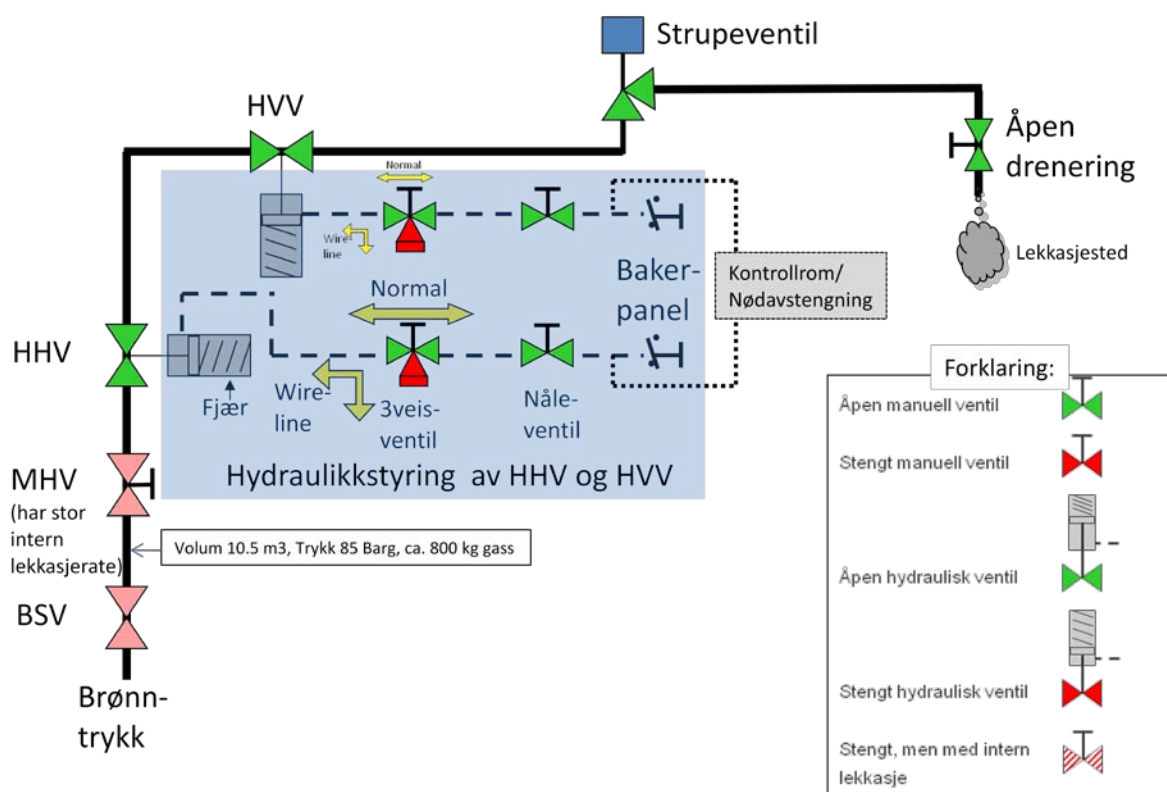 Strupeventil
HVV
Åpen
drenering
Normal
Wire-
line
Lekkasjested
Kontrollrom/
Nødavstengning
Baker-
panel
Normal
HHV
Fjær
Wire-
line
3veis-
ventil
Nåle-
ventil
Hydraulikkstyring av HHV og HVV
MHV
(har stor
intern
lekkasjerate)
Volum 10.5 m3, Trykk 85 Barg, ca. 800 kg gass
BSV
Brønn-
trykk
Forklaring:
Åpen manuell ventil
Stengt manuell ventil
Åpen hydraulisk ventil
Stengt hydraulisk ventil
Stengt, men med intern
lekkasje